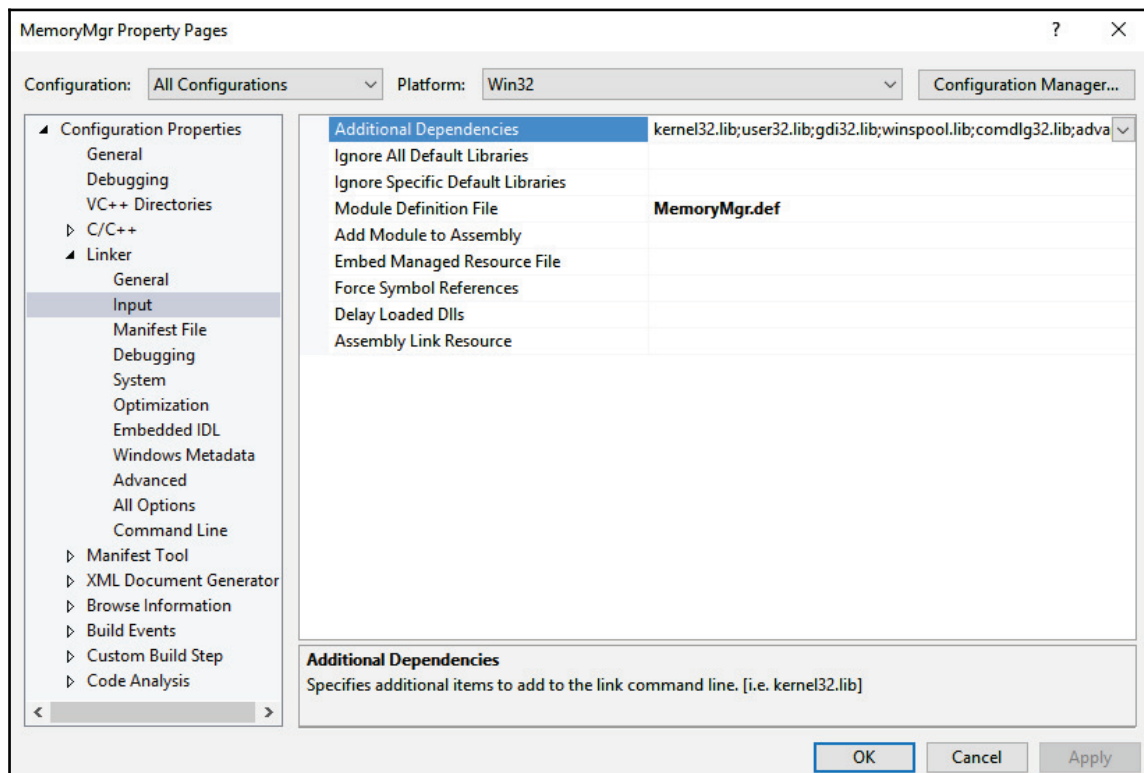 MemoryMgr Property Pages
?
Configuration: All Configurations Platform: Win32 Configuration Manager...
Configuration Properties
General
Debugging
VC++ Directories
C/C++
Linker
General
Input
Manifest File
Debugging
System
Optimization
Embedded IDL
Windows Metadata
Advanced
All Options
Command Line
Manifest Tool
XML Document Generator
Browse Information
Build Events
Custom Build Step
Code Analysis
Additional Dependencies kernel32.lib;user32.lib;gdi32.lib;winspool.lib;comdlg32.lib;adva
Ignore All Default Libraries
Ignore Specific Default Libraries
Module Definition File MemoryMgr.def
Add Module to Assembly
Embed Managed Resource File
Force Symbol References
Delay Loaded Dlls
Assembly Link Resource
Additional Dependencies
Specifies additional items to add to the link command line. [i.e. kernel32.lib]
OK Cancel Apply